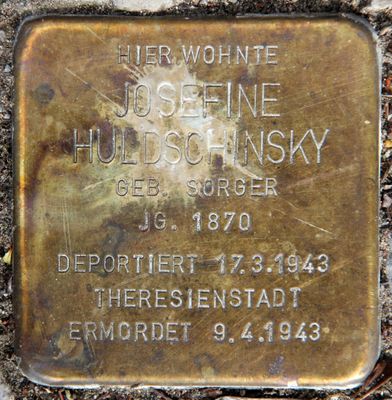 HIER WOHNTE
JOSEFINE
HULDSCHINSKY
GEB. SORGER
JG. 1870
DEPORTIERT 17.3.1943
THERESIENSTADT
ERMORDET 9.4.1943